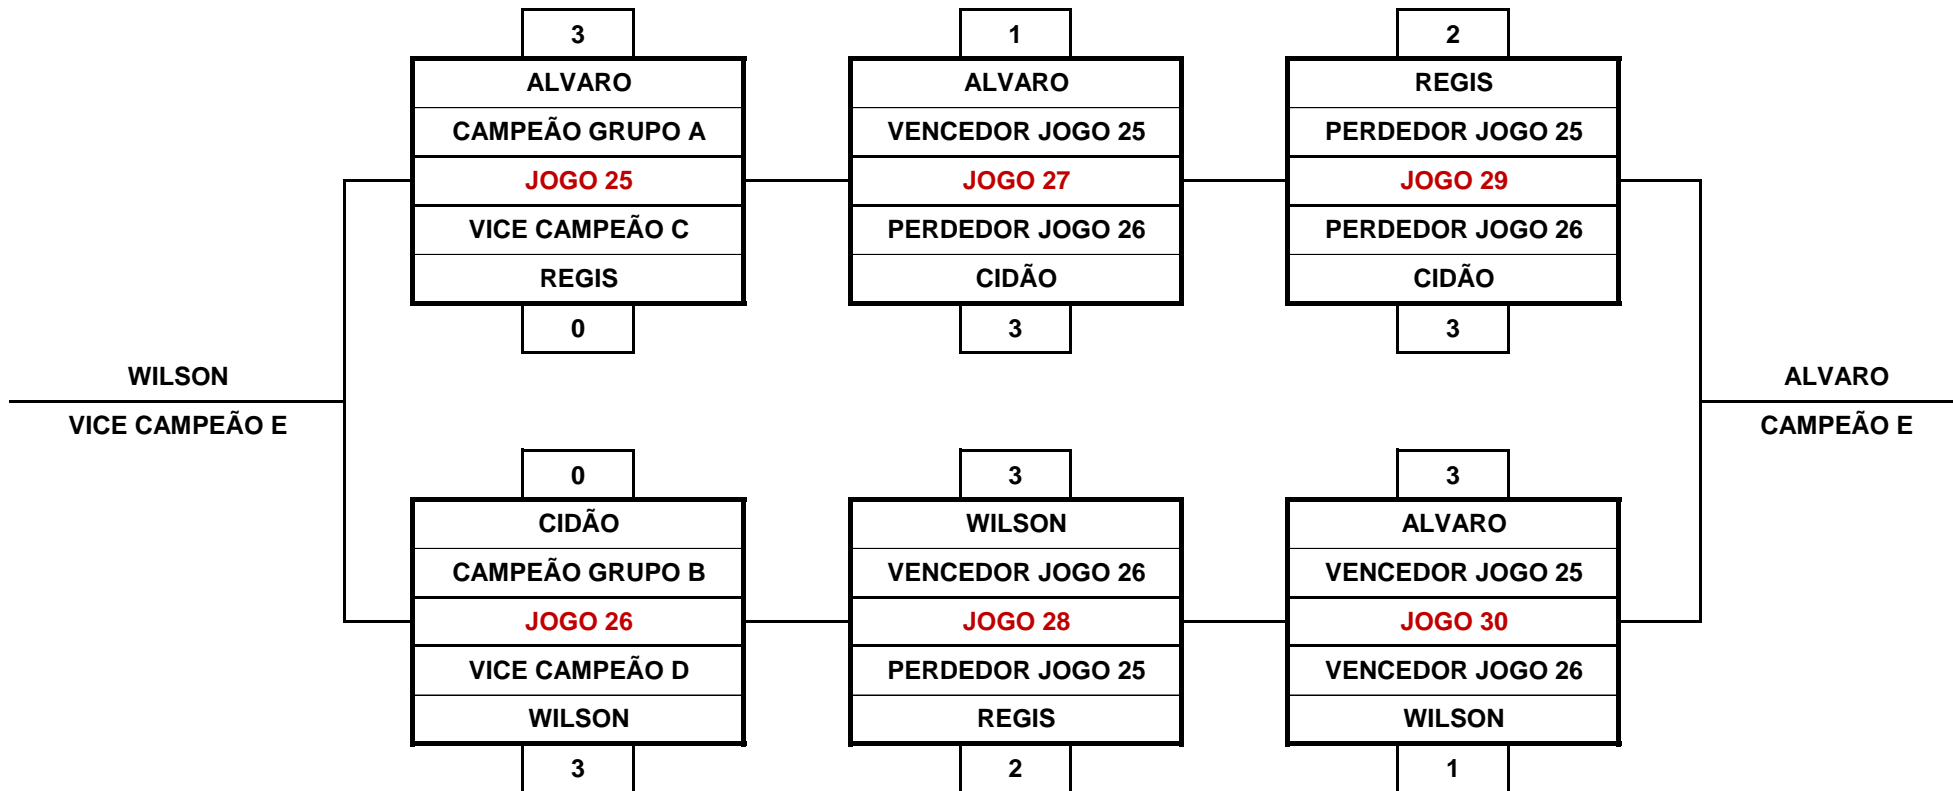 3
ALVARO
CAMPEÃO GRUPO A
JOGO 25
VICE CAMPEÃO C
REGIS
0
1
ALVARO
VENCEDOR JOGO 25
JOGO 27
PERDEDOR JOGO 26
CIDÃO
3
2
REGIS
PERDEDOR JOGO 25
JOGO 29
PERDEDOR JOGO 26
CIDÃO
3
WILSON
VICE CAMPEÃO E
ALVARO
CAMPEÃO E
0
CIDÃO
CAMPEÃO GRUPO B
JOGO 26
VICE CAMPEÃO D
WILSON
3
3
WILSON
VENCEDOR JOGO 26
JOGO 28
PERDEDOR JOGO 25
REGIS
2
3
ALVARO
VENCEDOR JOGO 25
JOGO 30
VENCEDOR JOGO 26
WILSON
1